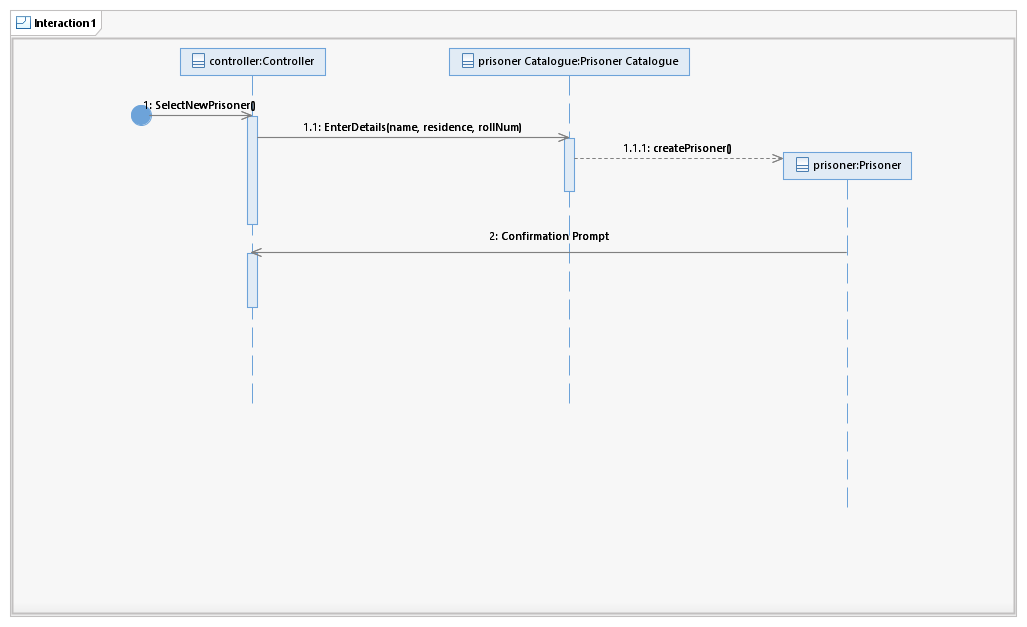 Interaction1
controller:Controller
prisoner Catalogue:Prisoner Catalogue
1: SelectNewPrisoner()
1.1: EnterDetails(name, residence, rollNum)
1.1.1: createPrisoner()
prisoner:Prisoner
2: Confirmation Prompt